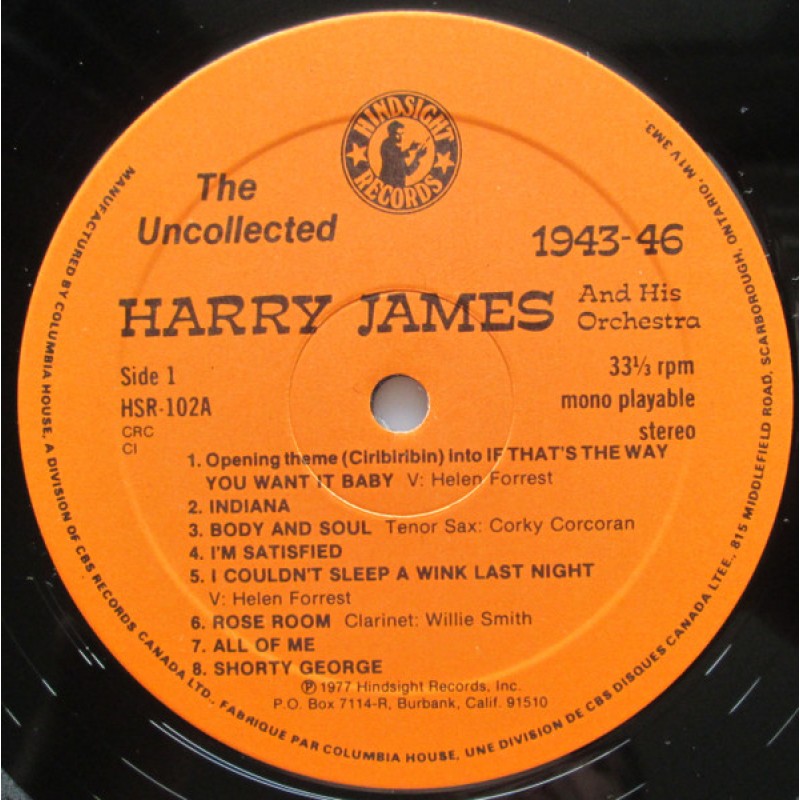 HINDSIGHT
RECORDS
The
Uncollected
1943-46
HARRY JAMES And His
Orchestra
Side 1
HSR-102A
CRC
CI
33⅓ rpm
mono playable
stereo
1. Opening theme (Ciribiribin) into IF THAT'S THE WAY
YOU WANT IT BABY V: Helen Forrest
2. INDIANA
3. BODY AND SOUL Tenor Sax: Corky Corcoran
4. I'M SATISFIED
5. I COULDN'T SLEEP A WINK LAST NIGHT
V: Helen Forrest
6. ROSE ROOM Clarinet: Willie Smith
7. ALL OF ME
8. SHORTY GEORGE
Ⓟ 1977 Hindsight Records, Inc.
P.O. Box 7114-R, Burbank, Calif. 91510
MANUFACTURED BY COLUMBIA HOUSE, A DIVISION OF CBS RECORDS CANADA LTD., FABRIQUE PAR COLUMBIA HOUSE, UNE DIVISION DE CBS DISQUES CANADA LTEE., 815 MIDDLEFIELD ROAD, SCARBOROUGH, ONTARIO, M1V 3M3.